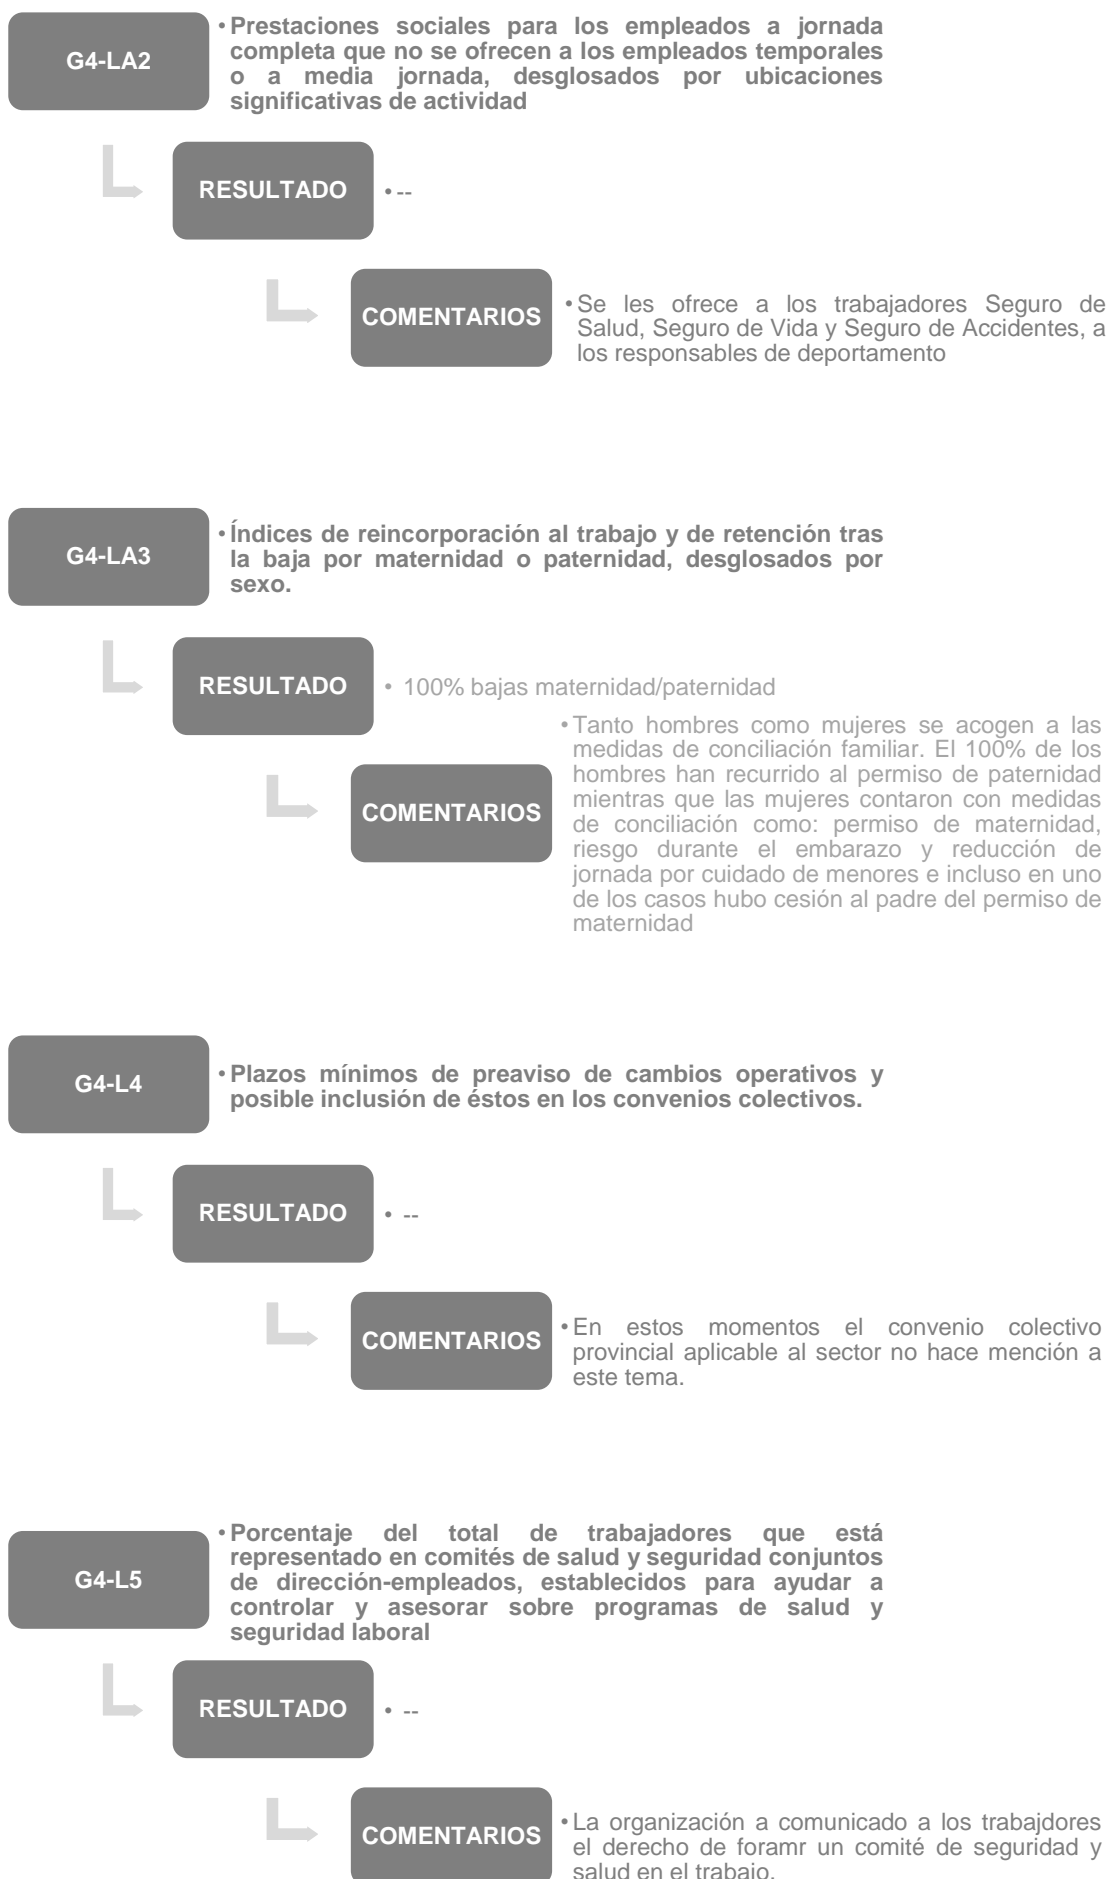 G4-LA2
• Prestaciones sociales para los empleados a jornada
completa que no se ofrecen a los empleados temporales
o a media jornada, desglosados por ubicaciones
significativas de actividad
RESULTADO
• --
COMENTARIOS
• Se les ofrece a los trabajadores Seguro de
Salud, Seguro de Vida y Seguro de Accidentes, a
los responsables de deportamento
G4-LA3
• Índices de reincorporación al trabajo y de retención tras
la baja por maternidad o paternidad, desglosados por
sexo.
RESULTADO
• 100% bajas maternidad/paternidad
COMENTARIOS
• Tanto hombres como mujeres se acogen a las
medidas de conciliación familiar. El 100% de los
hombres han recurrido al permiso de paternidad
mientras que las mujeres contaron con medidas
de conciliación como: permiso de maternidad,
riesgo durante el embarazo y reducción de
jornada por cuidado de menores e incluso en uno
de los casos hubo cesión al padre del permiso de
maternidad
G4-L4
• Plazos mínimos de preaviso de cambios operativos y
posible inclusión de éstos en los convenios colectivos.
RESULTADO
• --
COMENTARIOS
• En estos momentos el convenio colectivo
provincial aplicable al sector no hace mención a
este tema.
G4-L5
• Porcentaje del total de trabajadores que está
representado en comités de salud y seguridad conjuntos
de dirección-empleados, establecidos para ayudar a
controlar y asesorar sobre programas de salud y
seguridad laboral
RESULTADO
• --
COMENTARIOS
• La organización a comunicado a los trabajdores
el derecho de foramr un comité de seguridad y
salud en el trabajo.